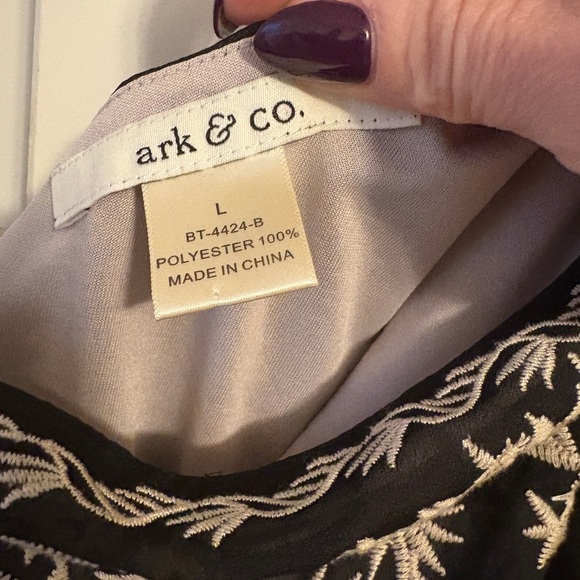 ark & co.
L
BT-4424-B
POLYESTER 100%
MADE IN CHINA